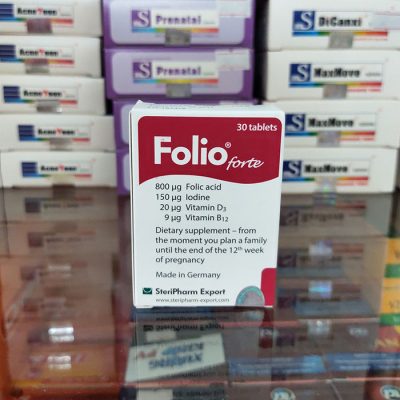 Acne Free
Prenatal
DiCanxi
Prenatal
MaxMove
MaxMove
MaxMove
30 tablets
Folio® forte
800 µg Folic acid
150 µg Iodine
20 µg Vitamin D3
9 µg Vitamin B12
Dietary supplement – from
the moment you plan a family
until the end of the 12th week
of pregnancy
Made in Germany
SteriPharm Export
www.steripharm-export.com